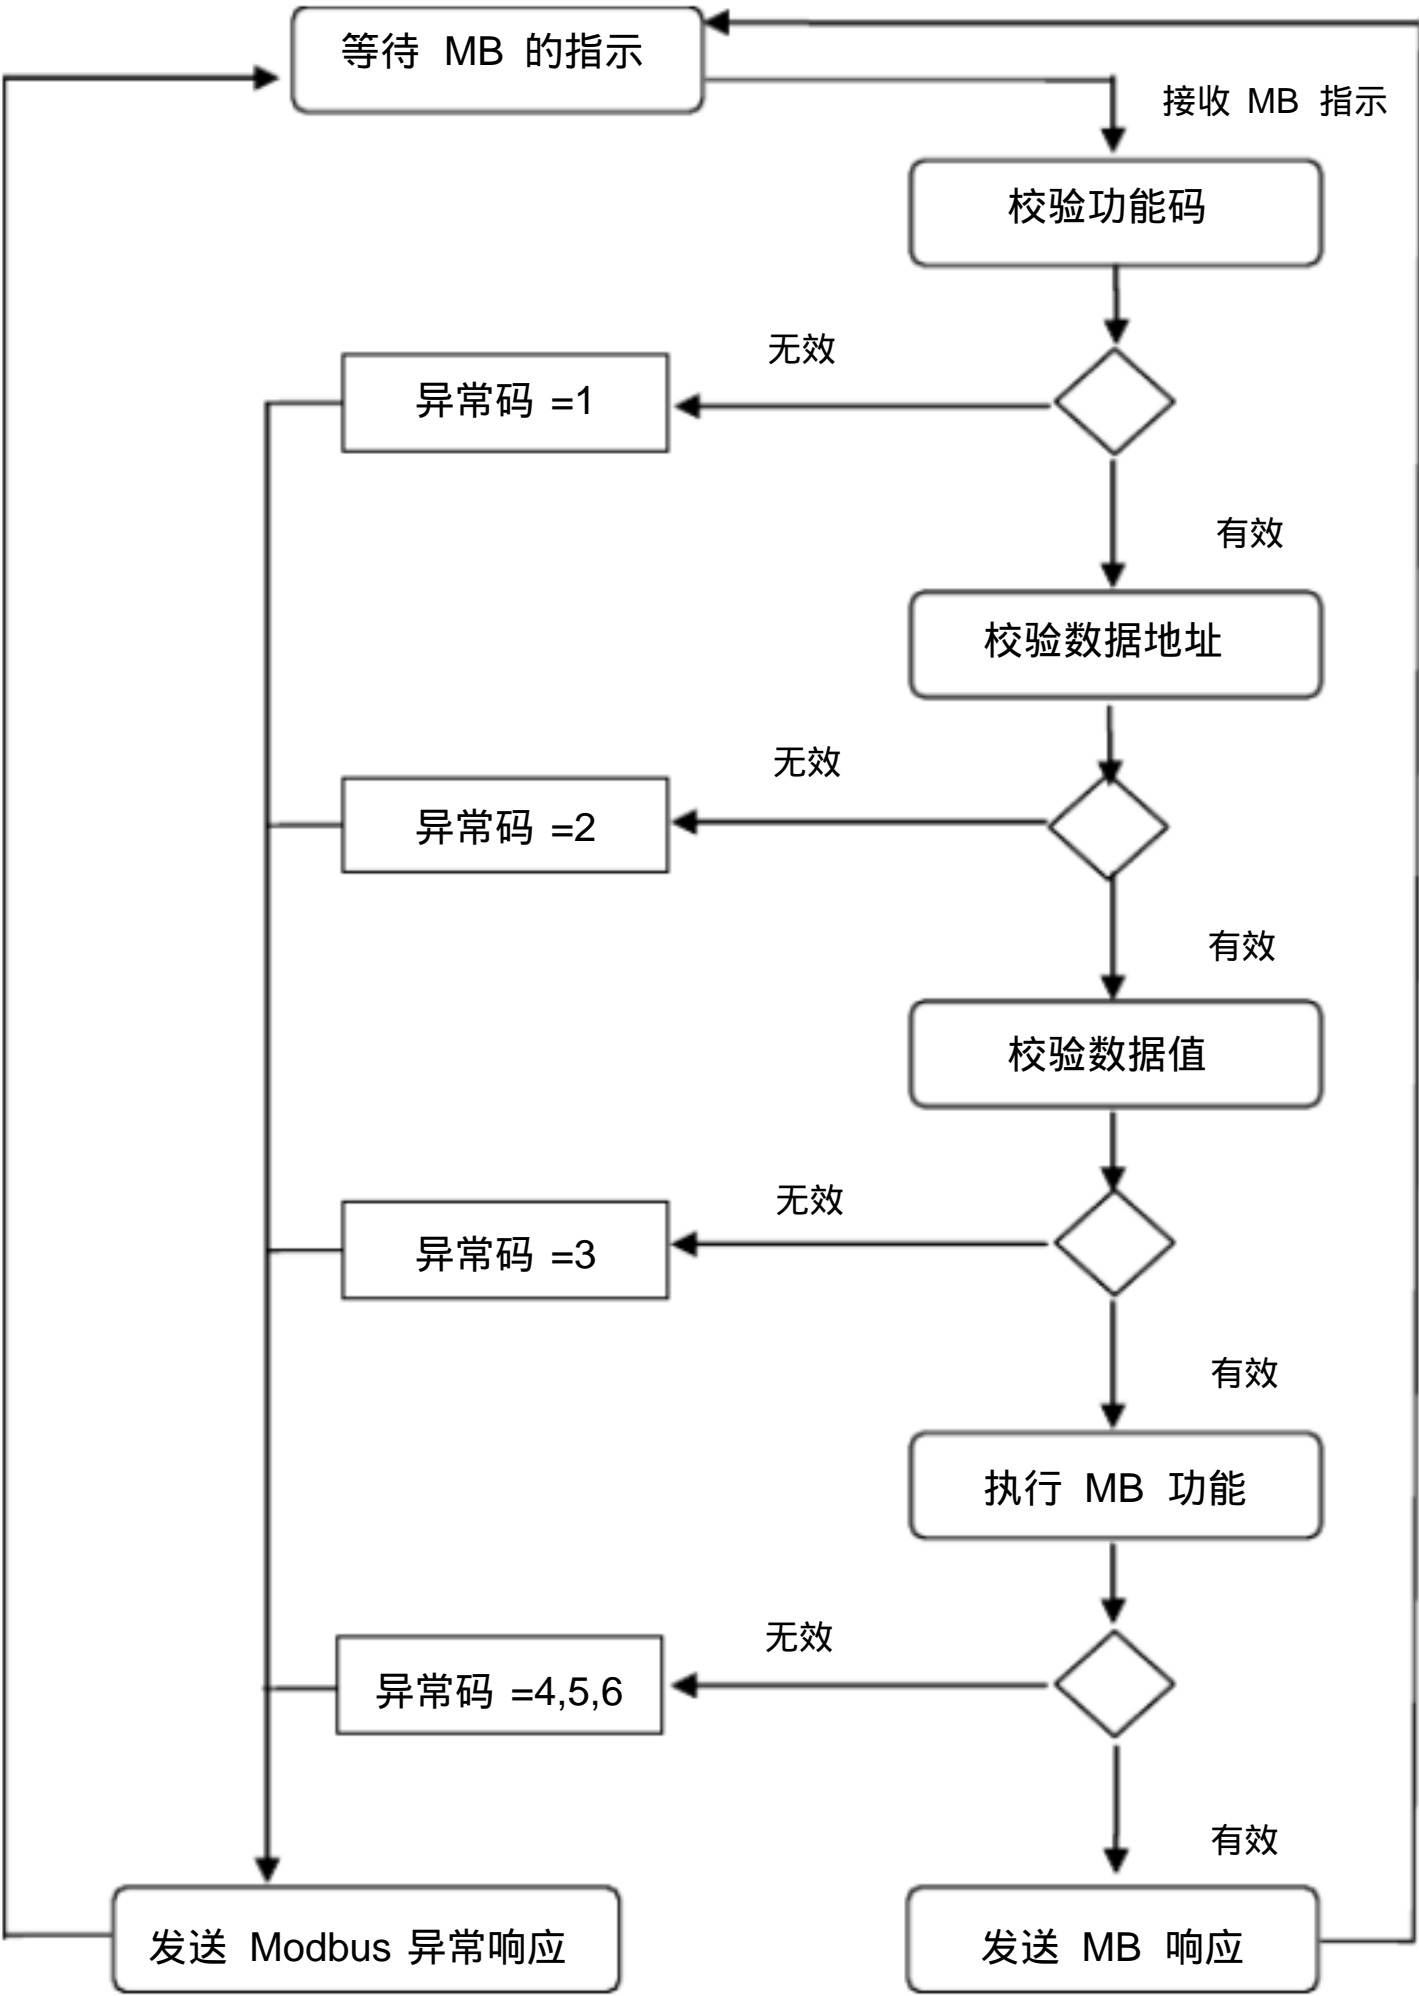 等待 MB 的指示
接收 MB 指示
校验功能码
无效
异常码 =1
有效
校验数据地址
无效
异常码 =2
有效
校验数据值
无效
异常码 =3
有效
执行 MB 功能
无效
异常码 =4,5,6
有效
发送 Modbus 异常响应
发送 MB 响应